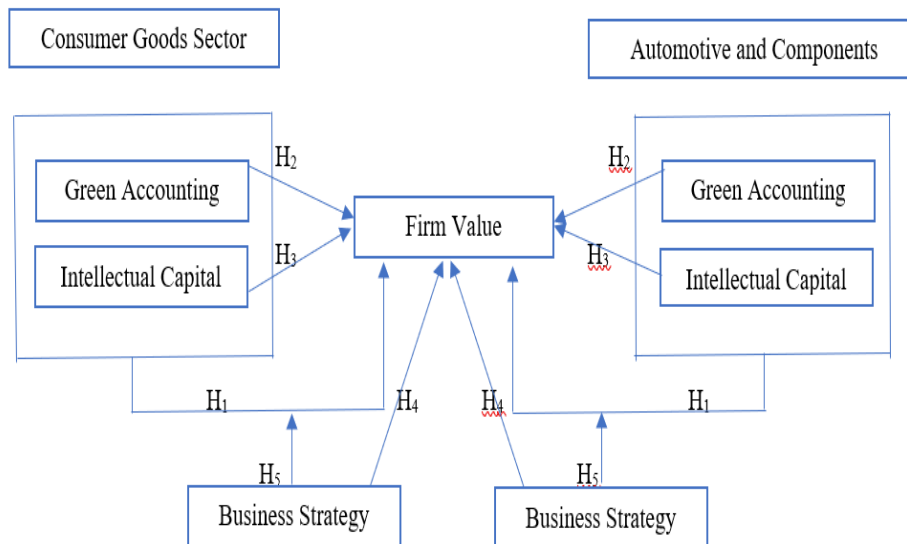 Consumer Goods Sector
Automotive and Components
H₂
H₂
Green Accounting
Green Accounting
Firm Value
H₃
H₃
Intellectual Capital
Intellectual Capital
H₁
H₄
H₄
H₁
H₅
H₅
Business Strategy
Business Strategy